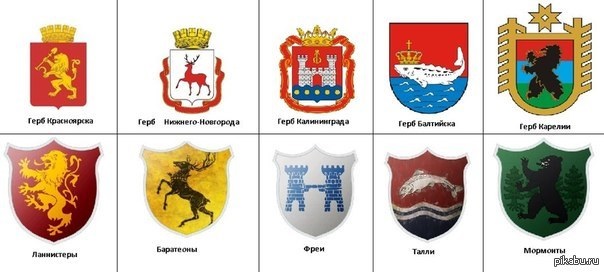 Герб Красноярска
Герб Нижнего-Новгорода
Герб Калининграда
Герб Балтийска
Герб Карелии
Ланнистеры
Баратеоны
Фреи
Талли
Мормонты
pikabu.ru